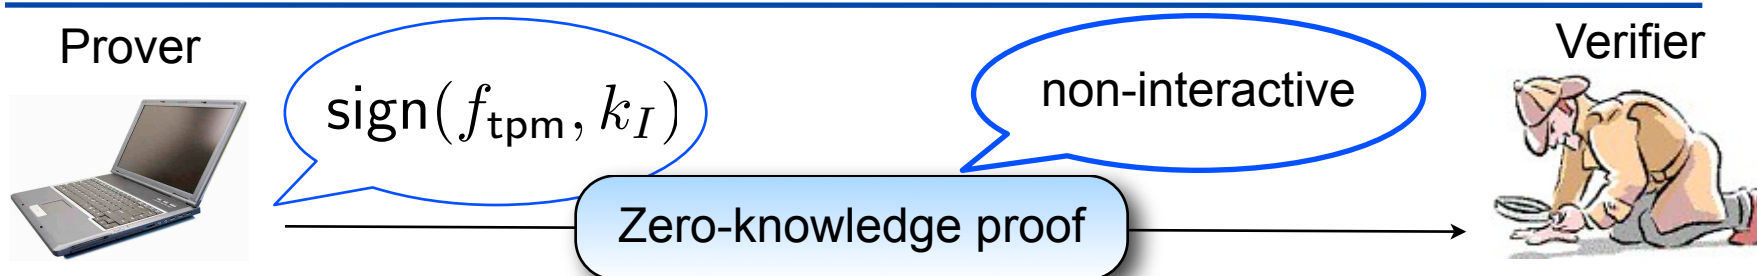 Prover
Verifier
sign(f_tpm, k_I)
non-interactive
Zero-knowledge proof